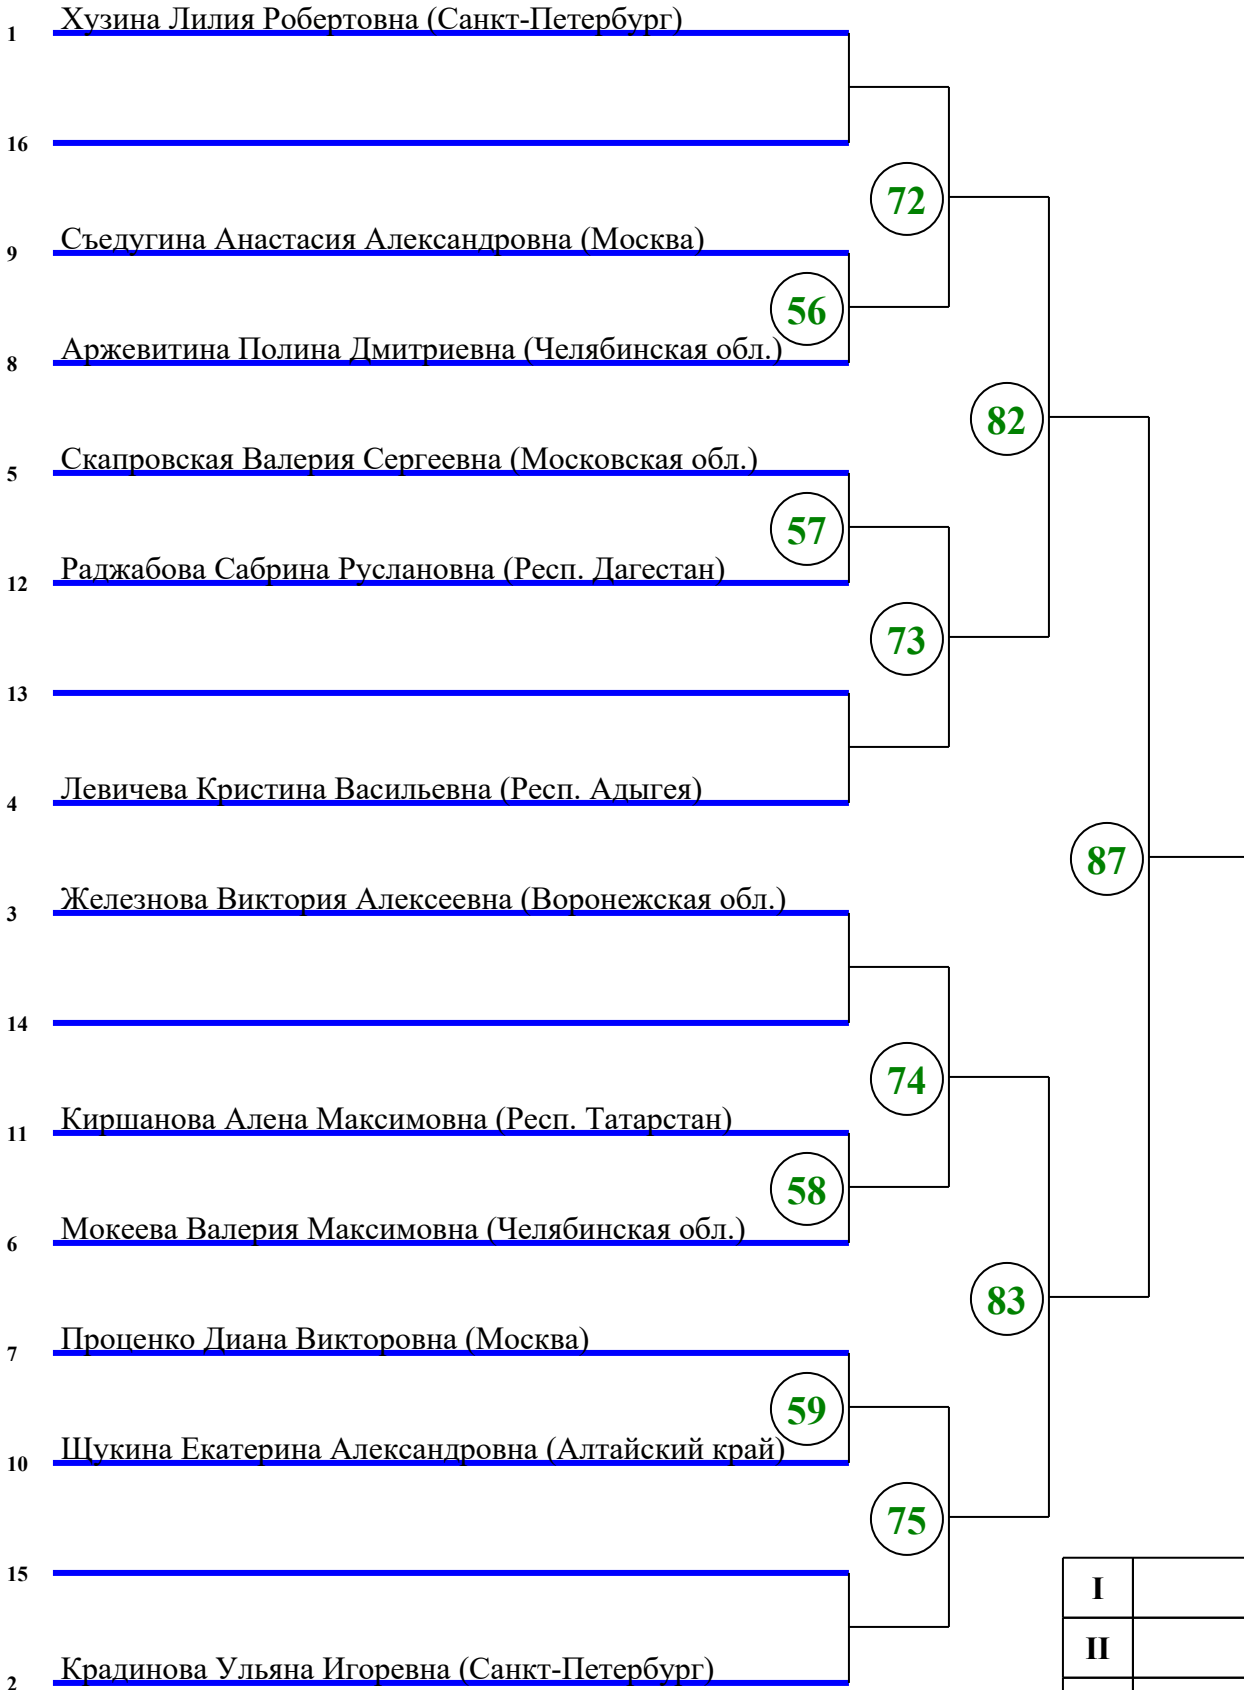 1 Хузина Лилия Робертовна (Санкт-Петербург)
16
72
9 Съедугина Анастасия Александровна (Москва)
56
8 Аржевитина Полина Дмитриевна (Челябинская обл.)
82
5 Скапровская Валерия Сергеевна (Московская обл.)
57
12 Раджабова Сабрина Руслановна (Респ. Дагестан)
73
13
4 Левичева Кристина Васильевна (Респ. Адыгея)
87
3 Железнова Виктория Алексеевна (Воронежская обл.)
14
74
11 Киршанова Алена Максимовна (Респ. Татарстан)
58
6 Мокеева Валерия Максимовна (Челябинская обл.)
83
7 Проценко Диана Викторовна (Москва)
59
10 Щукина Екатерина Александровна (Алтайский край)
75
15
I
II
2 Крадинова Ульяна Игоревна (Санкт-Петербург)